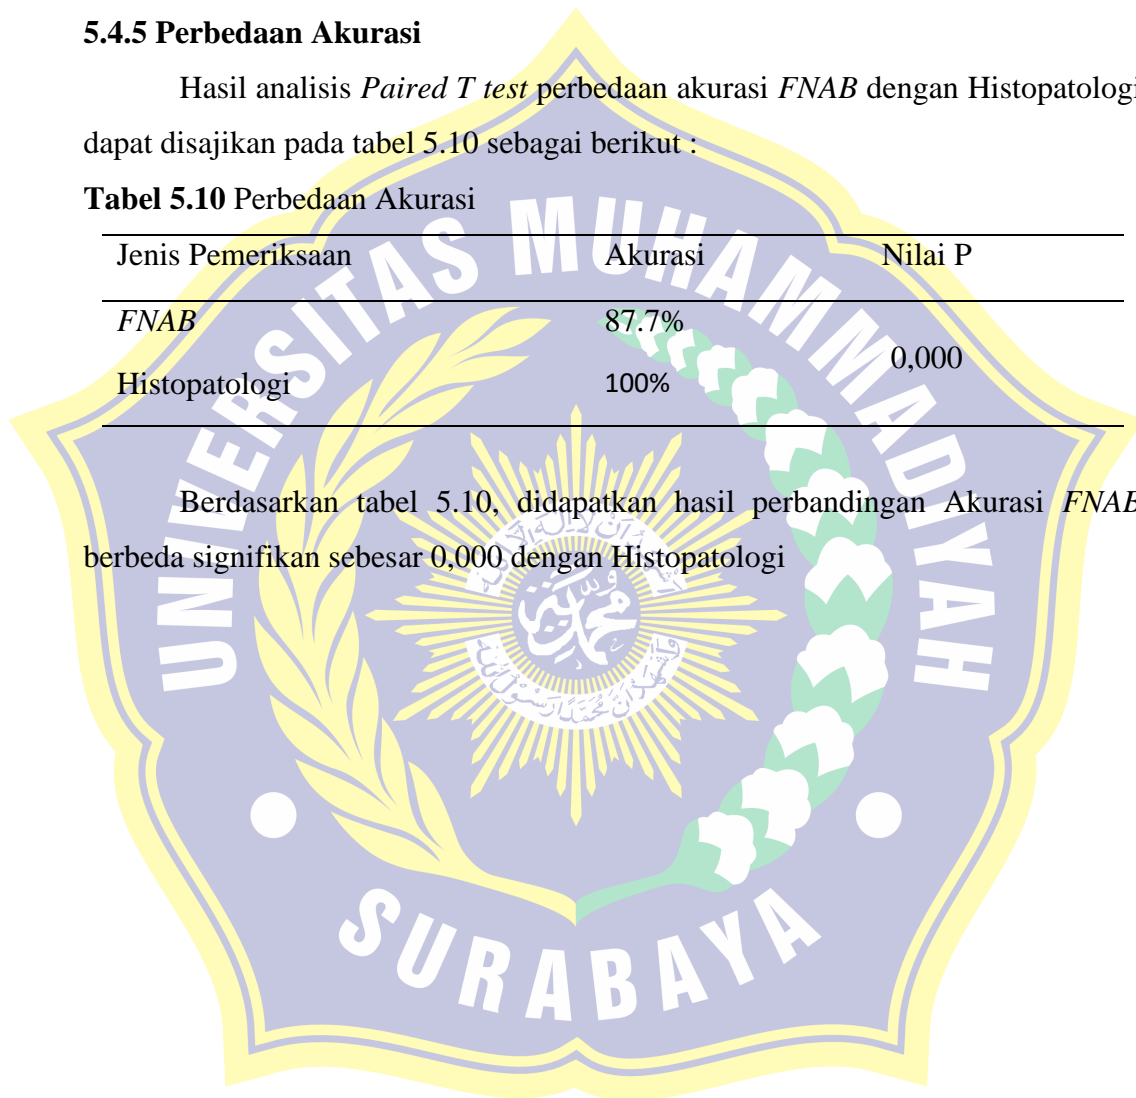 5.4.5 Perbedaan Akurasi
Hasil analisis Paired T test perbedaan akurasi FNAB dengan Histopatologi
dapat disajikan pada tabel 5.10 sebagai berikut :
Tabel 5.10 Perbedaan Akurasi
Jenis Pemeriksaan Akurasi Nilai P
FNAB 87.7%
0,000
Histopatologi 100%
Berdasarkan tabel 5.10, didapatkan hasil perbandingan Akurasi FNAB
berbeda signifikan sebesar 0,000 dengan Histopatologi
UNIVERSITAS MUHAMMADIYAH
SURABAYA